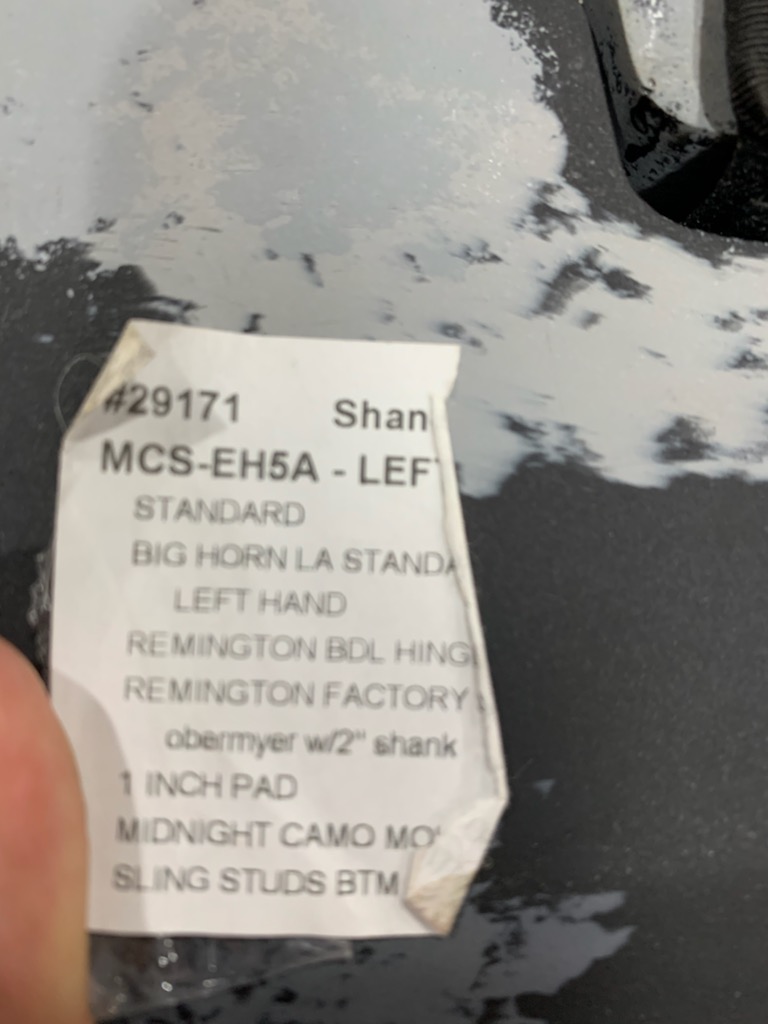 #29171 Shan
MCS-EH5A - LEFT
STANDARD
BIG HORN LA STANDA
LEFT HAND
REMINGTON BDL HING
REMINGTON FACTORY
obermyer w/2" shank
1 INCH PAD
MIDNIGHT CAMO MO
SLING STUDS BTM